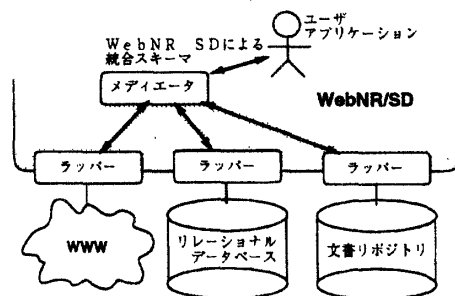 ユーザ
アプリケーション
WebNR SDによる
統合スキーマ
メディエータ
WebNR/SD
ラッパー
ラッパー
ラッパー
WWW
リレーショナル
データベース
文書リポジトリ